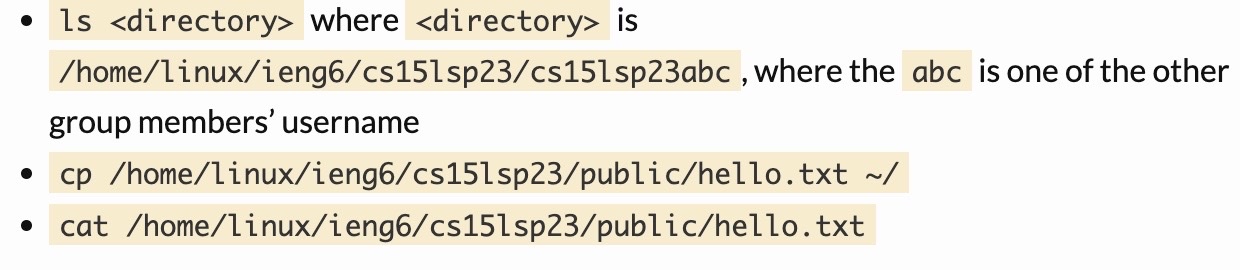 • ls <directory> where <directory> is
/home/linux/ieng6/cs15lsp23/cs15lsp23abc, where the abc is one of the other
group members’ username
• cp /home/linux/ieng6/cs15lsp23/public/hello.txt ~/
• cat /home/linux/ieng6/cs15lsp23/public/hello.txt